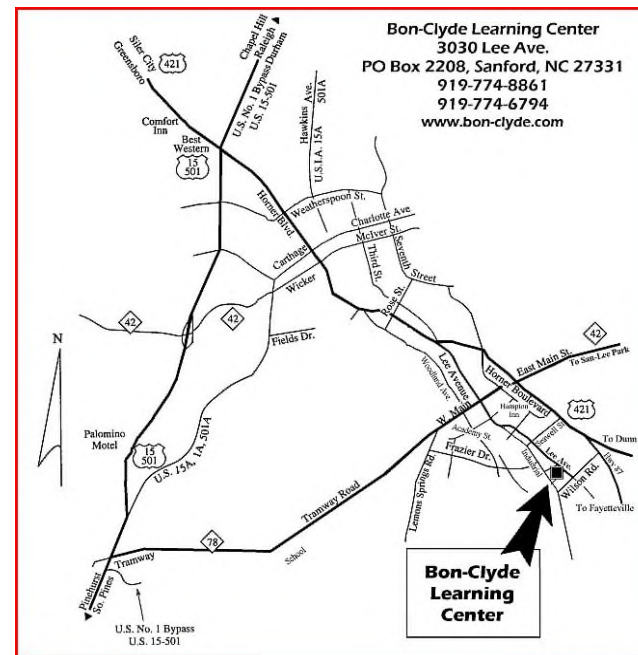 Bon-Clyde Learning Center
3030 Lee Ave.
PO Box 2208, Sanford, NC 27331
919-774-8861
919-774-6794
www.bon-clyde.com
Siler City
Greensboro
421
Chapel Hill
Raleigh
Durham
U.S. No. 1 Bypass
U.S. 15-501
Comfort
Inn
Best
Western
15
501
Hawkins Ave.
U.S.1A. 15A
501A
Horner Blvd.
Weatherspoon St.
Charlotte Ave
McIver St.
Carthage
Wicker
Third St.
Seventh Street
Rose St.
42
42
Fields Dr.
N
Woodland Ave.
Lee Avenue
W. Main
East Main St.
42
To San-Lee Park
Horner Boulevard
421
Hampton
Inn
Seawell St.
To Dunn
Academy St.
Frazier Dr.
Industrial
Lee Ave.
Wilson Rd.
Hwy 87
To Fayetteville
Palomino
Motel
15
501
U.S. 15A, 1A, 501A
Lemons Springs Rd.
Tramway Road
78
School
Tramway
Pinehurst
So. Pines
U.S. No. 1 Bypass
U.S. 15-501
Bon-Clyde
Learning
Center